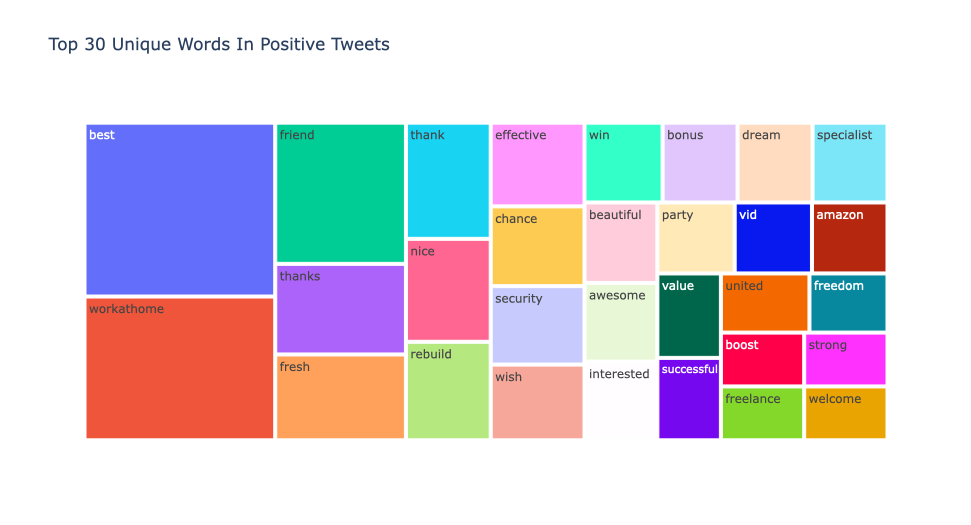 Top 30 Unique Words In Positive Tweets
best
workathome
friend
thanks
fresh
thank
nice
rebuild
effective
chance
security
wish
win
bonus
dream
specialist
beautiful
party
vid
amazon
awesome
interested
value
successful
united
freedom
boost
strong
freelance
welcome